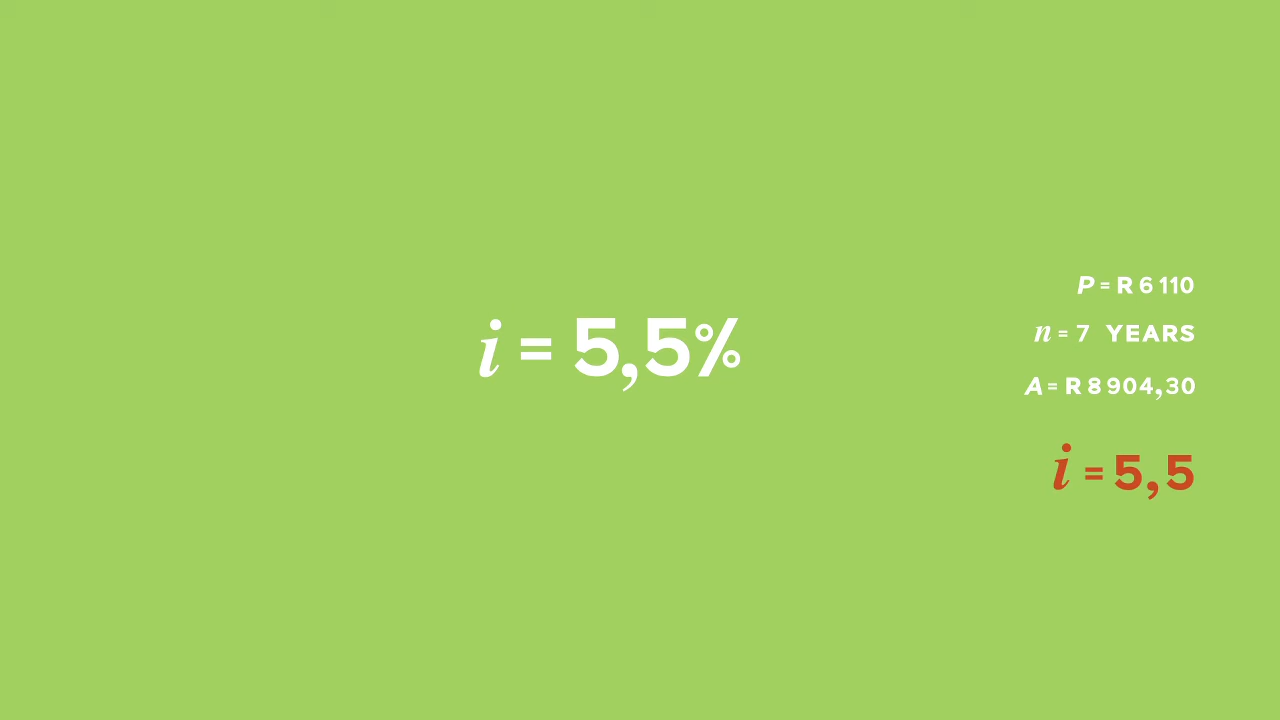 i = 5,5%
P = R 6 110
n = 7 YEARS
A = R 8 904,30
i = 5,5